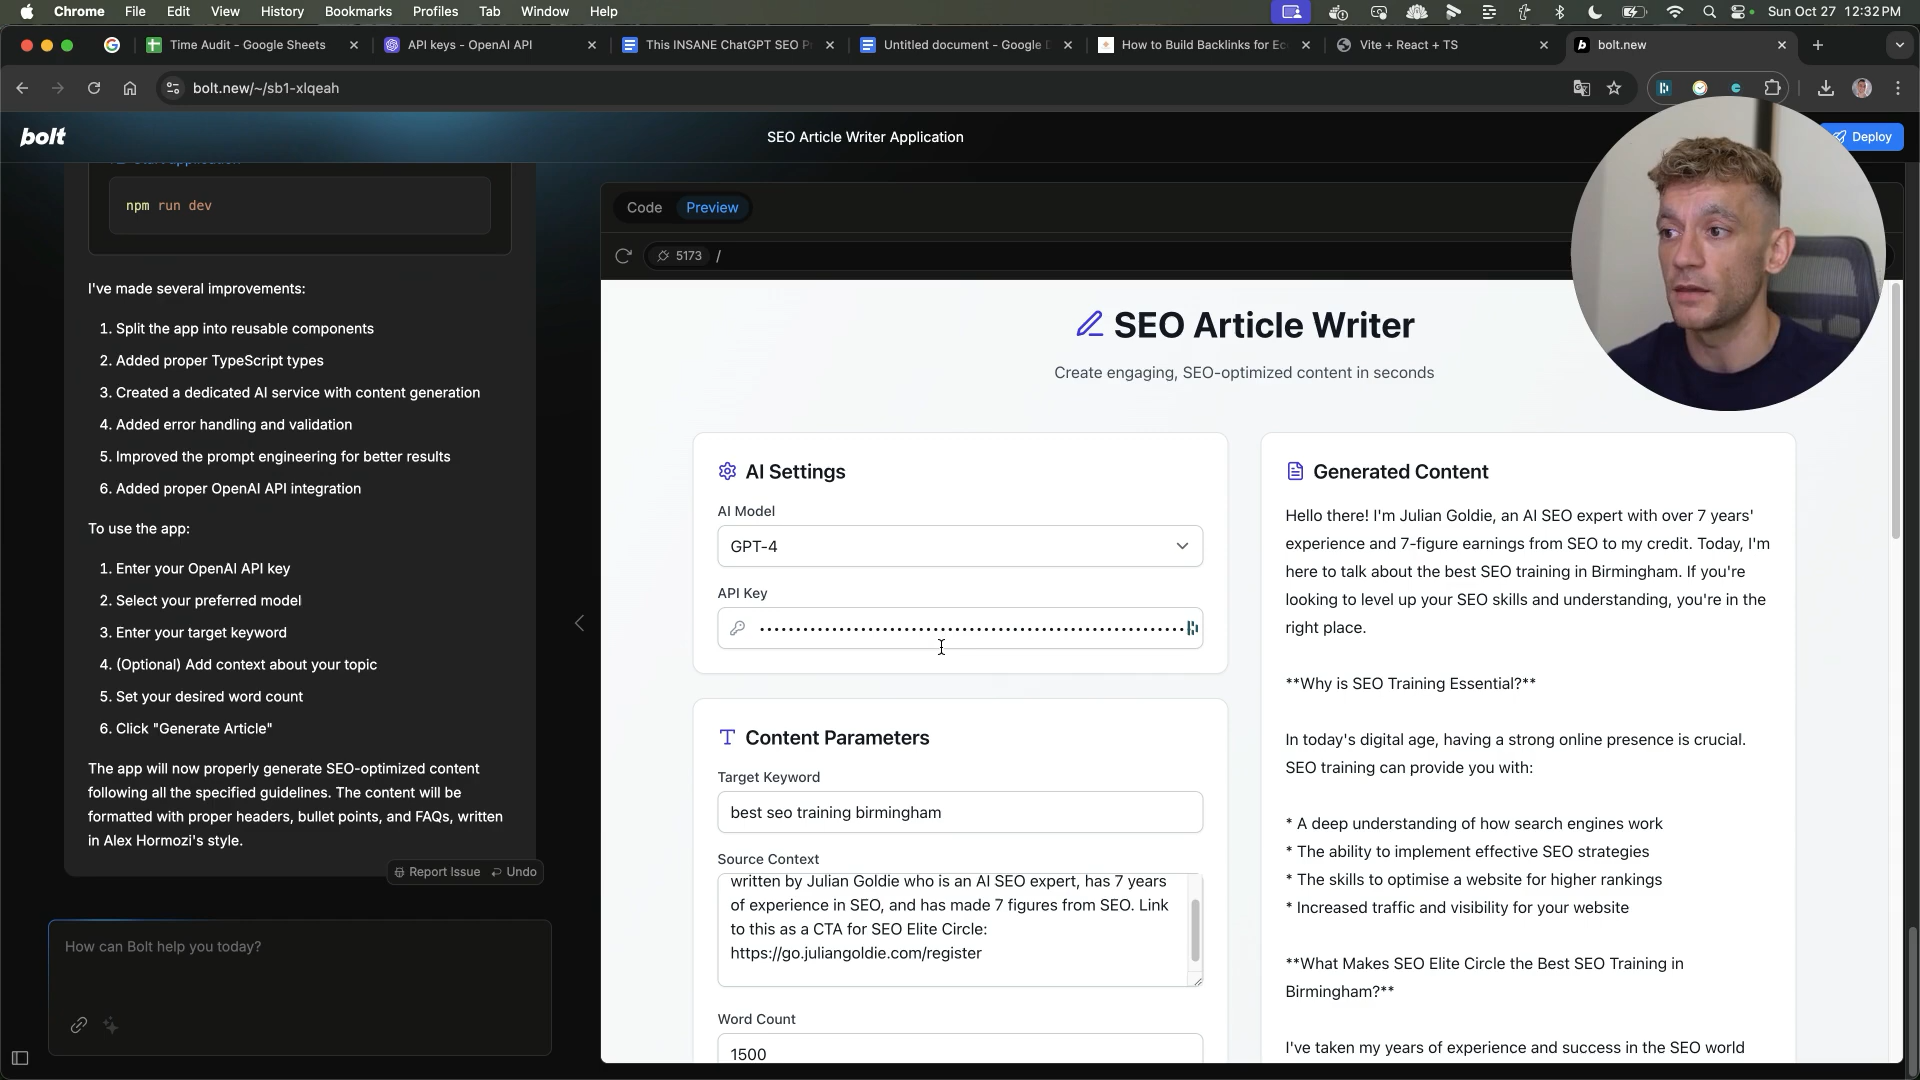 Chrome File Edit View History Bookmarks Profiles Tab Window Help
Sun Oct 27 12:32 PM
Time Audit - Google Sheets
API keys - OpenAI API
This INSANE ChatGPT SEO P
Untitled document - Google D
How to Build Backlinks for Ec
Vite + React + TS
bolt.new
bolt.new/~/sb1-xlqeah
bolt
SEO Article Writer Application
Deploy
npm run dev
I've made several improvements:
1. Split the app into reusable components
2. Added proper TypeScript types
3. Created a dedicated AI service with content generation
4. Added error handling and validation
5. Improved the prompt engineering for better results
6. Added proper OpenAI API integration
To use the app:
1. Enter your OpenAI API key
2. Select your preferred model
3. Enter your target keyword
4. (Optional) Add context about your topic
5. Set your desired word count
6. Click "Generate Article"
The app will now properly generate SEO-optimized content
following all the specified guidelines. The content will be
formatted with proper headers, bullet points, and FAQs, written
in Alex Hormozi's style.
Report Issue Undo
How can Bolt help you today?
Code Preview
5173 /
SEO Article Writer
Create engaging, SEO-optimized content in seconds
AI Settings
AI Model
GPT-4
API Key
Content Parameters
Target Keyword
best seo training birmingham
Source Context
written by Julian Goldie who is an AI SEO expert, has 7 years
of experience in SEO, and has made 7 figures from SEO. Link
to this as a CTA for SEO Elite Circle:
https://go.juliangoldie.com/register
Word Count
1500
Generated Content
Hello there! I'm Julian Goldie, an AI SEO expert with over 7 years'
experience and 7-figure earnings from SEO to my credit. Today, I'm
here to talk about the best SEO training in Birmingham. If you're
looking to level up your SEO skills and understanding, you're in the
right place.
**Why is SEO Training Essential?**
In today's digital age, having a strong online presence is crucial.
SEO training can provide you with:
* A deep understanding of how search engines work
* The ability to implement effective SEO strategies
* The skills to optimise a website for higher rankings
* Increased traffic and visibility for your website
**What Makes SEO Elite Circle the Best SEO Training in
Birmingham?**
I've taken my years of experience and success in the SEO world